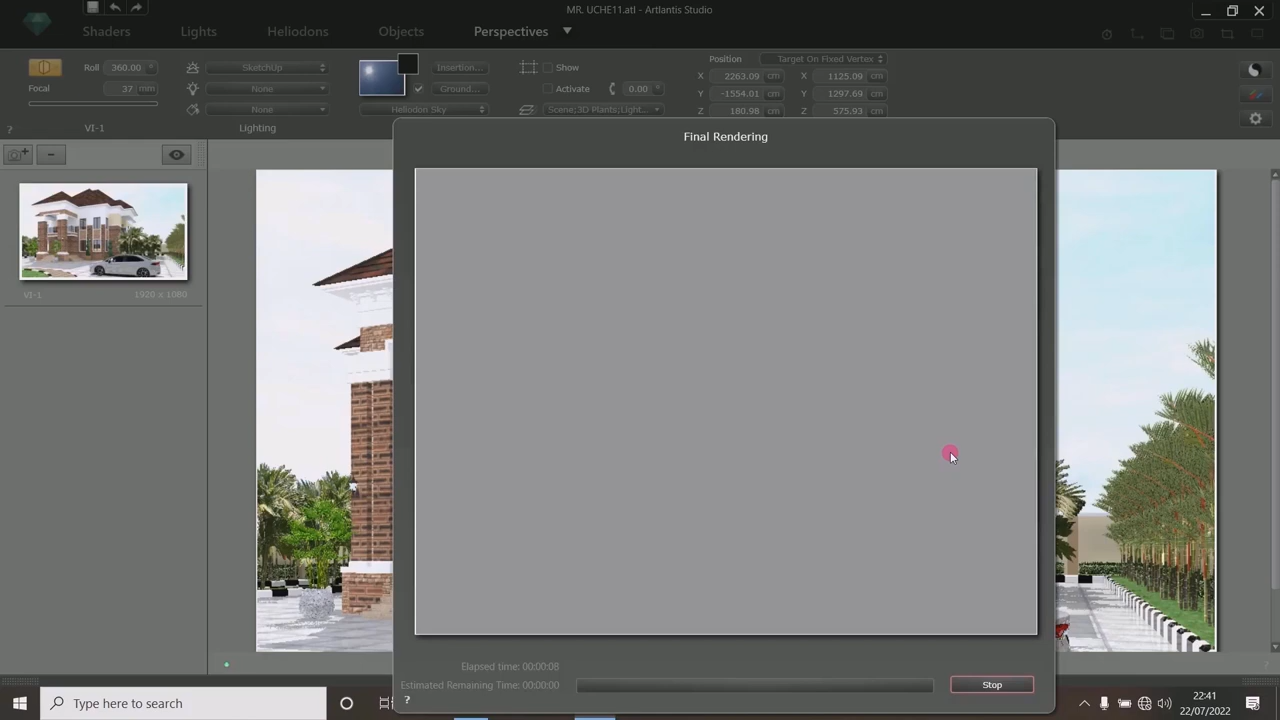 MR. UCHE11.atl - Artlantis Studio
Shaders Lights Heliodons Objects Perspectives
Roll 360.00 ° SketchUp Insertion... Show Position Target On Fixed Vertex
Focal 37 mm None Ground... Activate 0.00 ° X 2263.09 cm X 1125.09 cm
None Heliodon Sky Scene;3D Plants;Light... Y -1554.01 cm Y 1297.69 cm
Z 180.98 cm Z 575.93 cm
? VI-1 Lighting
Final Rendering
VI-1 1920 x 1080
Elapsed time: 00:00:08
Estimated Remaining Time: 00:00:00
Stop
?
Type here to search
22:41
22/07/2022